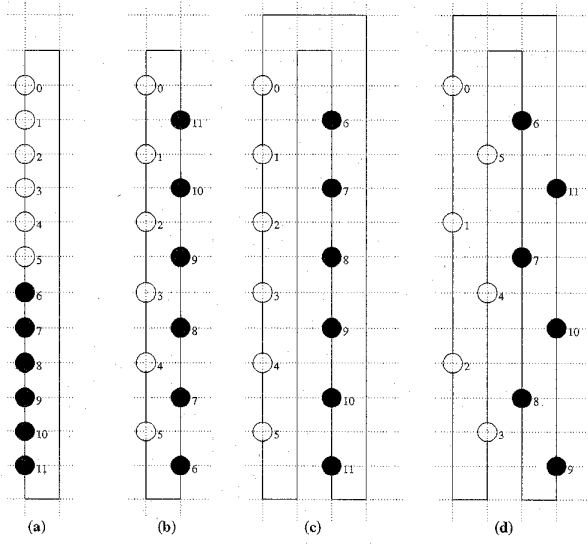 0 0 0 0
1 11 6 6
2 1 1 5
3 10 7 11
4 2 2 1
5 9 8 7
6 3 3 4
7 8 9 10
8 4 4 2
9 7 10 8
10 5 5 3
11 6 11 9
(a) (b) (c) (d)